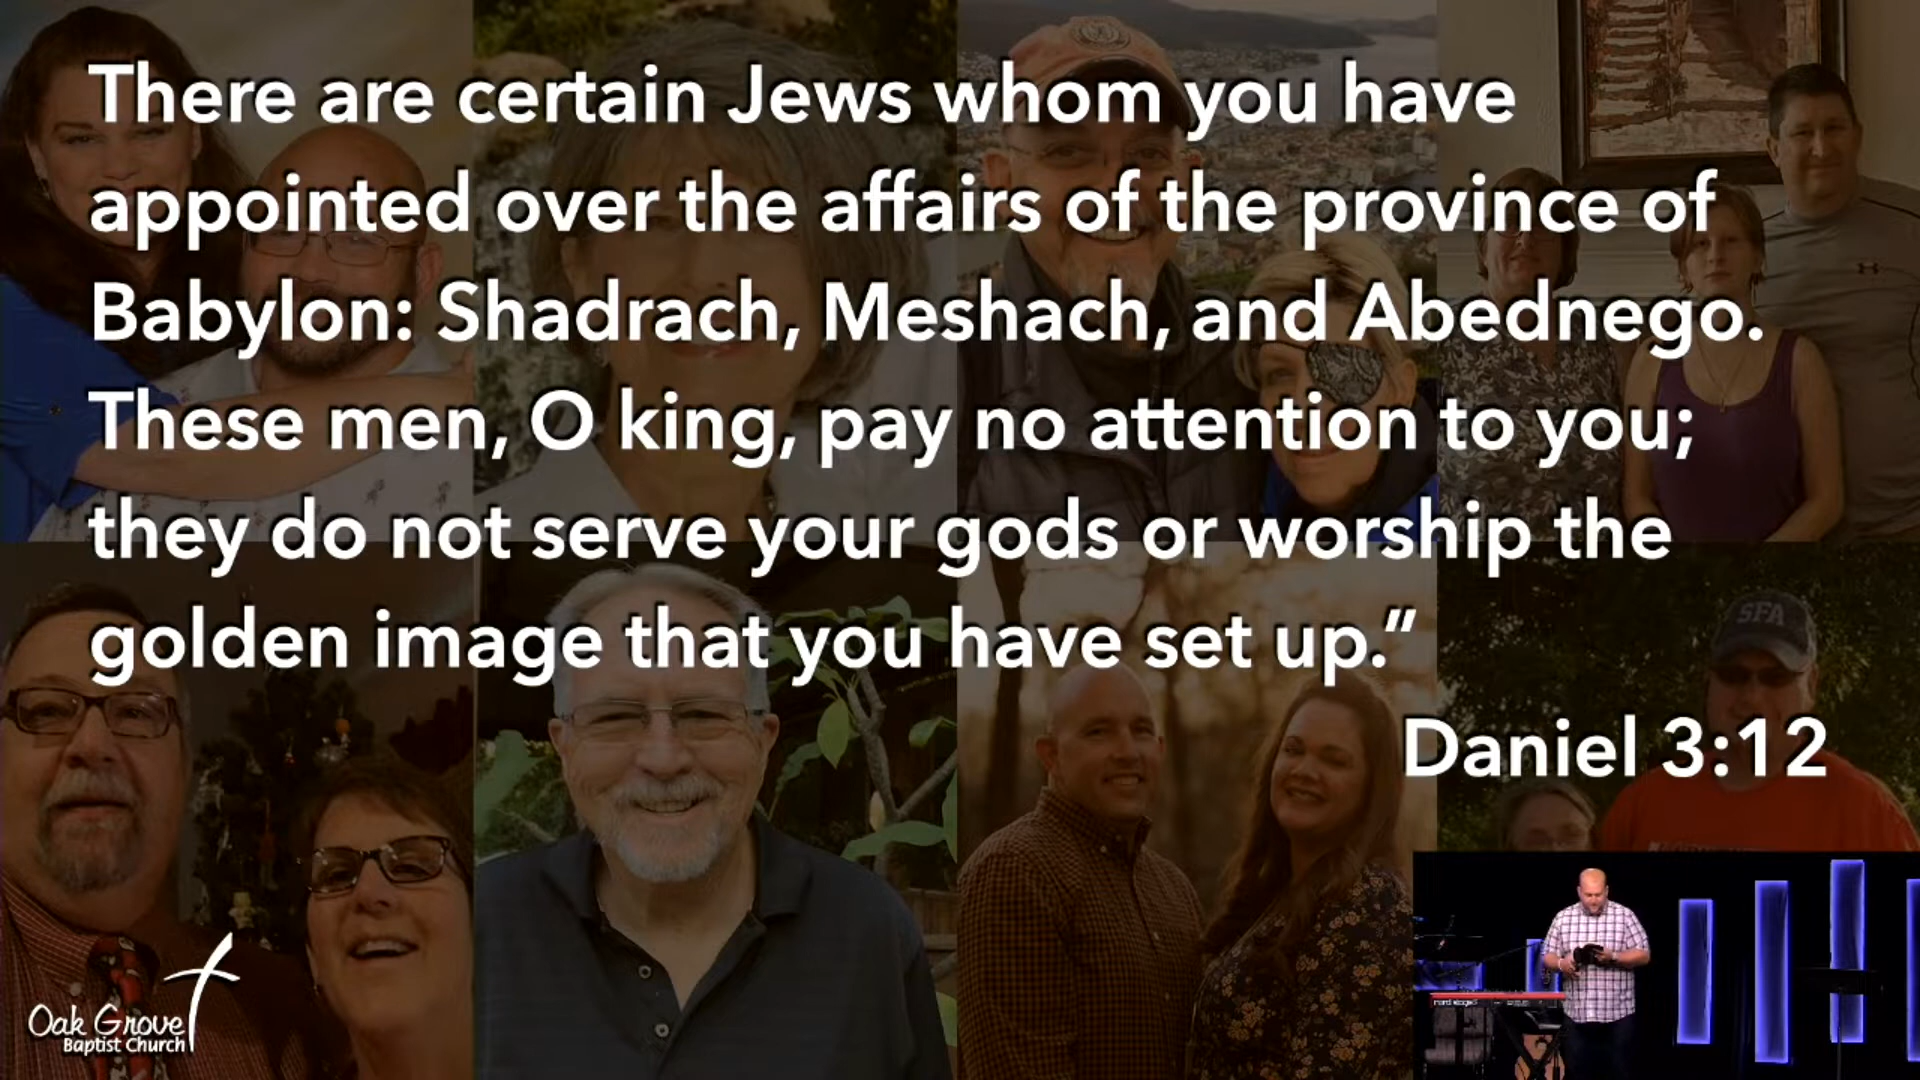 There are certain Jews whom you have
appointed over the affairs of the province of
Babylon: Shadrach, Meshach, and Abednego.
These men, O king, pay no attention to you;
they do not serve your gods or worship the
golden image that you have set up.”
Daniel 3:12
SFA
Oak Grove
Baptist Church
nord stage